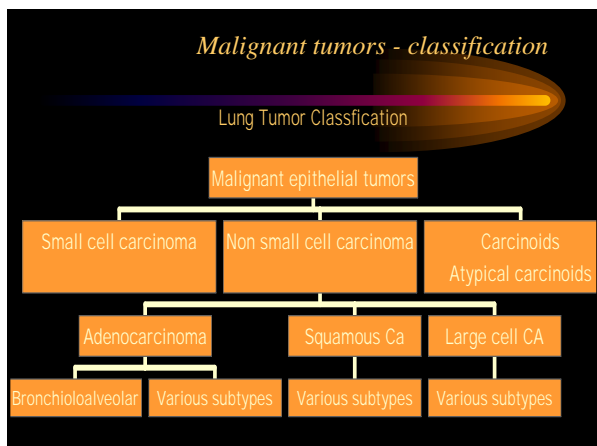 Malignant tumors - classification
Lung Tumor Classfication
Malignant epithelial tumors
Small cell carcinoma
Non small cell carcinoma
Carcinoids
Atypical carcinoids
Adenocarcinoma
Squamous Ca
Large cell CA
Bronchioloalveolar
Various subtypes
Various subtypes
Various subtypes